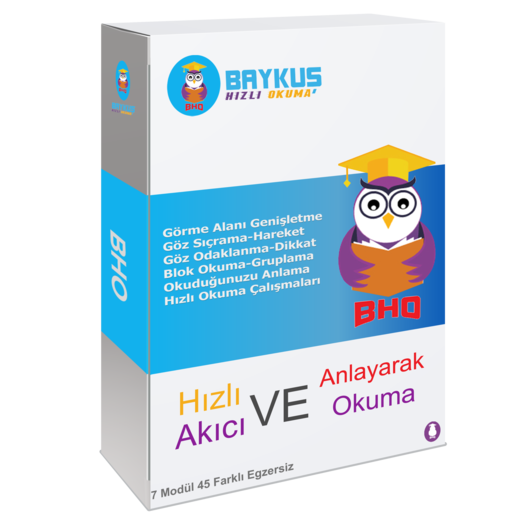 BAYKUS
HIZLI OKUMA'
BHO
Görme Alanı Genişletme
Göz Sıçrama-Hareket
Göz Odaklanma-Dikkat
Blok Okuma-Gruplama
Okuduğunuzu Anlama
Hızlı Okuma Çalışmaları
BHO
BHO
Hızlı
Akıcı
VE
Anlayarak
Okuma
7 Modül 45 Farklı Egzersiz